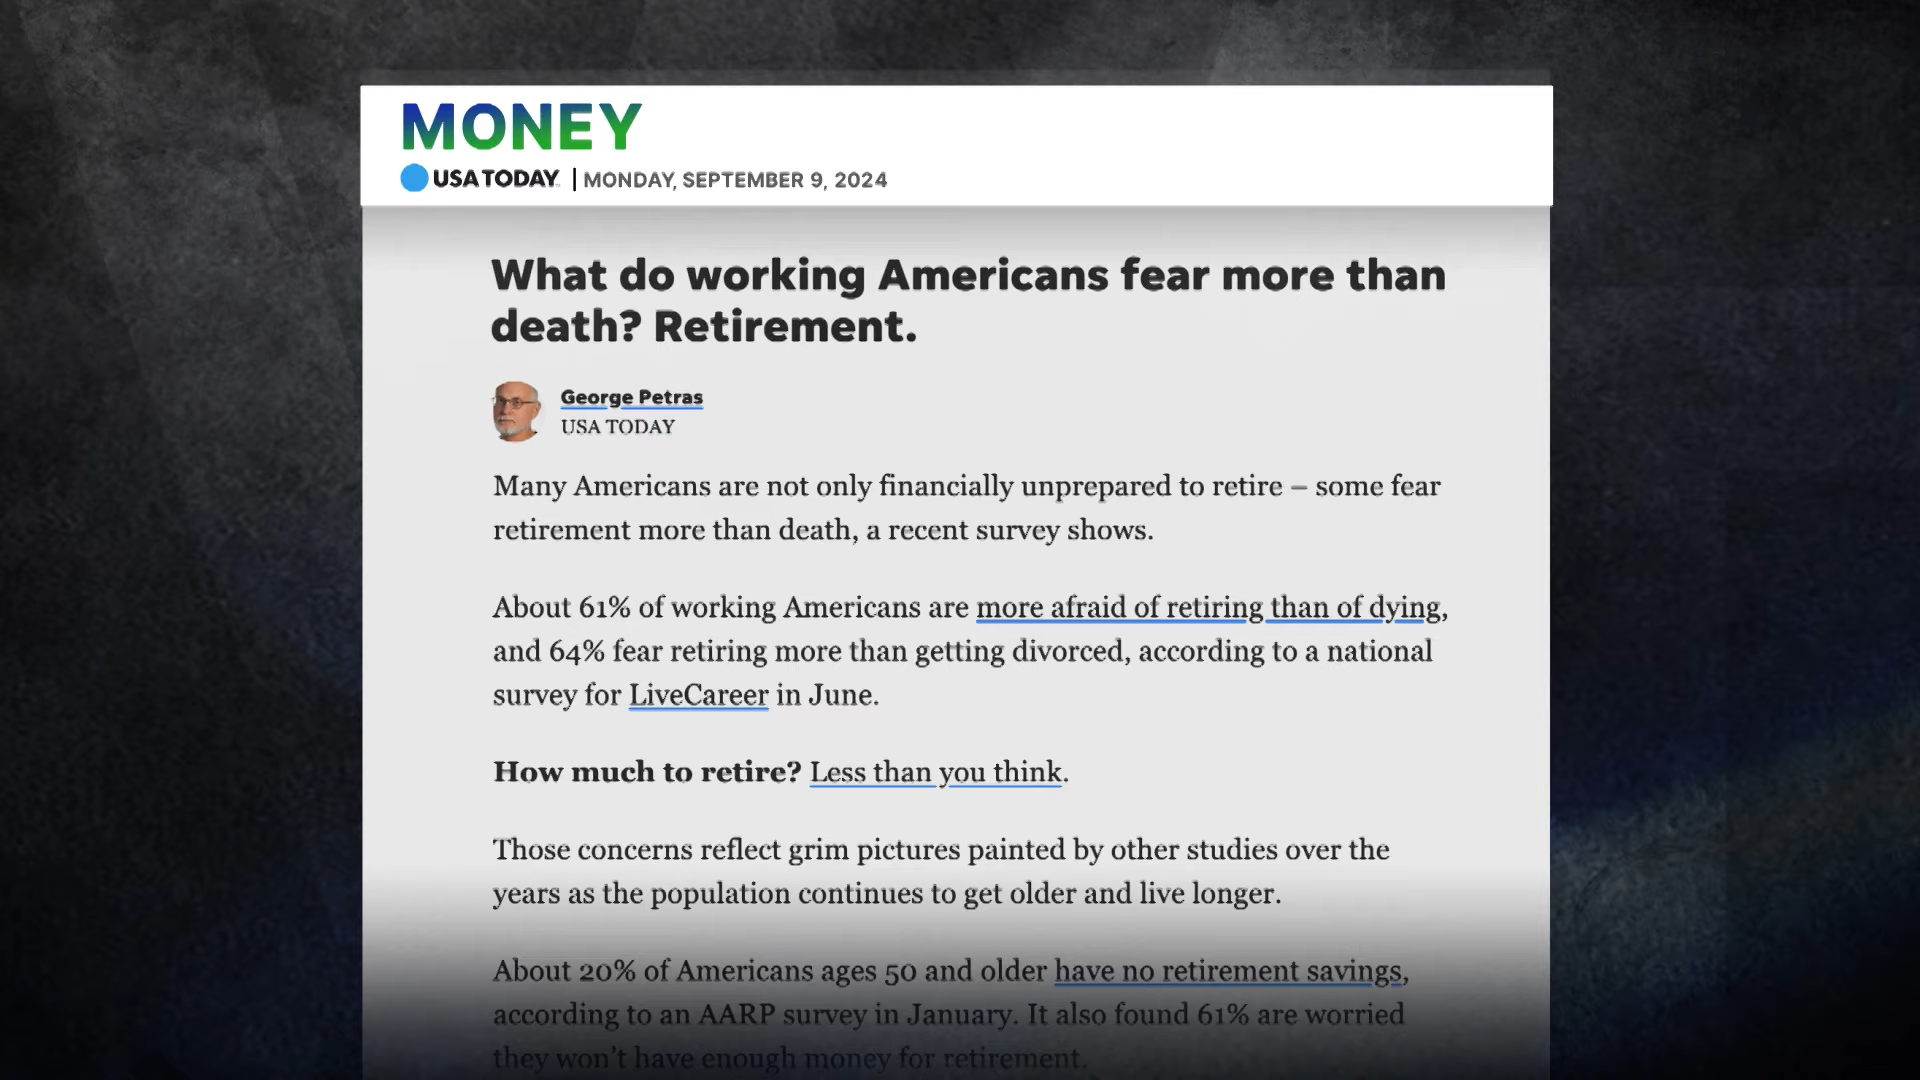 MONEY
USA TODAY | MONDAY, SEPTEMBER 9, 2024
What do working Americans fear more than
death? Retirement.
George Petras
USA TODAY
Many Americans are not only financially unprepared to retire – some fear
retirement more than death, a recent survey shows.
About 61% of working Americans are more afraid of retiring than of dying,
and 64% fear retiring more than getting divorced, according to a national
survey for LiveCareer in June.
How much to retire? Less than you think.
Those concerns reflect grim pictures painted by other studies over the
years as the population continues to get older and live longer.
About 20% of Americans ages 50 and older have no retirement savings,
according to an AARP survey in January. It also found 61% are worried
they won't have enough money for retirement.